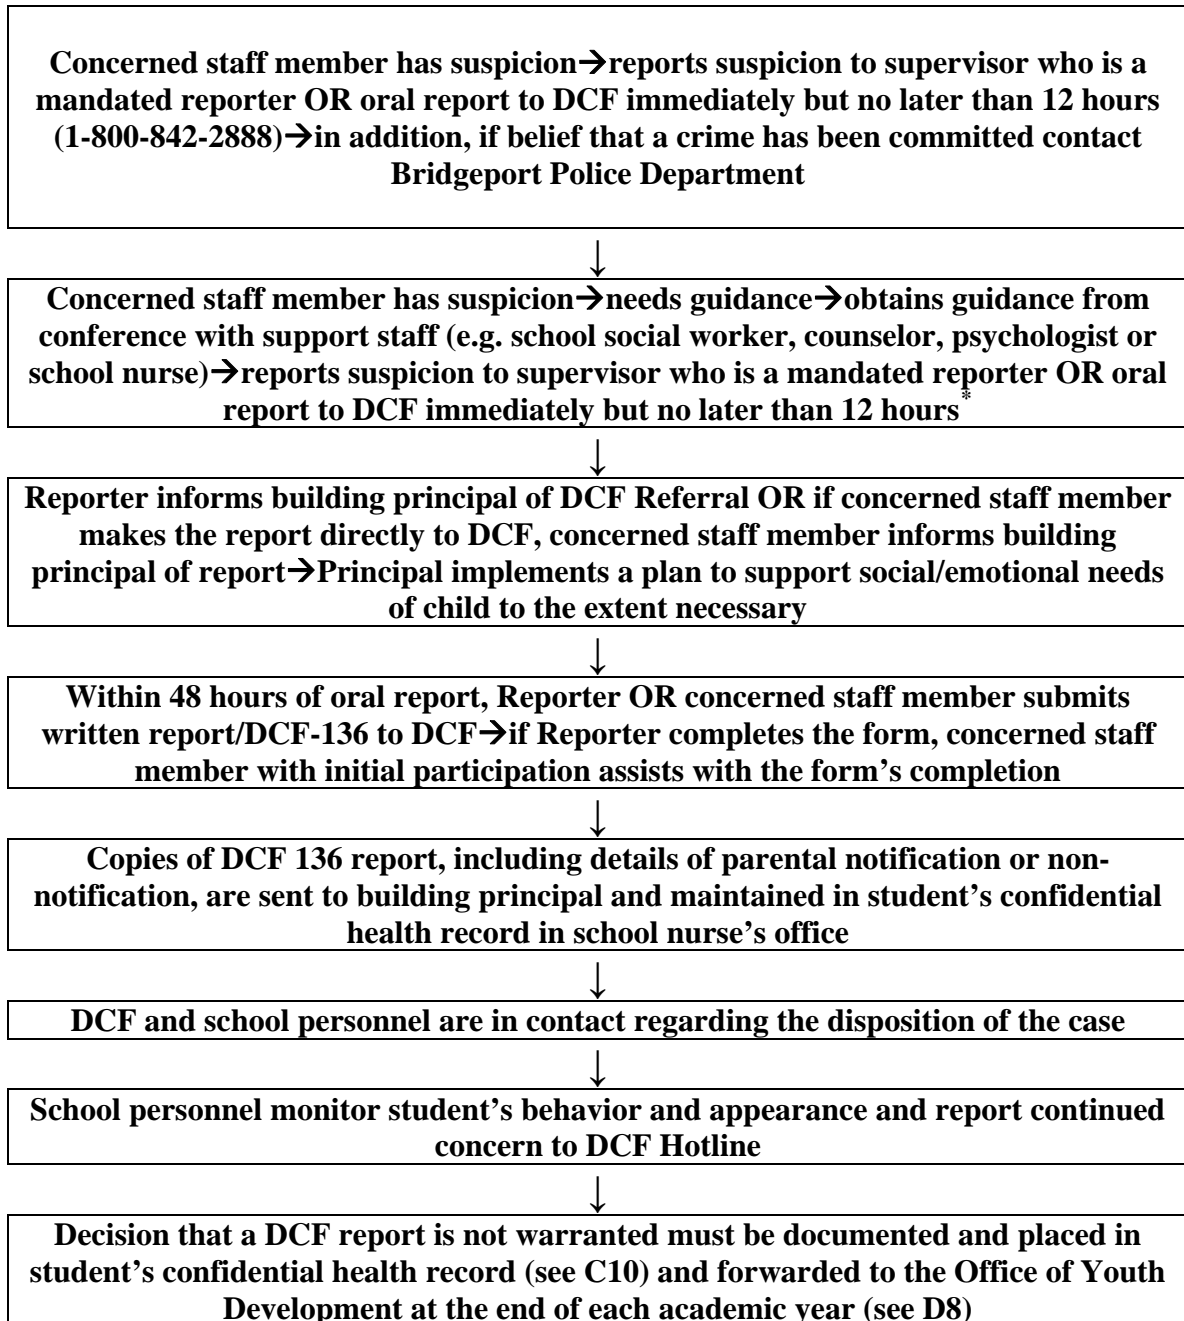 Concerned staff member has suspicion→reports suspicion to supervisor who is a
mandated reporter OR oral report to DCF immediately but no later than 12 hours
(1-800-842-2888)→in addition, if belief that a crime has been committed contact
Bridgeport Police Department
↓
Concerned staff member has suspicion→needs guidance→obtains guidance from
conference with support staff (e.g. school social worker, counselor, psychologist or
school nurse)→reports suspicion to supervisor who is a mandated reporter OR oral
report to DCF immediately but no later than 12 hours*
↓
Reporter informs building principal of DCF Referral OR if concerned staff member
makes the report directly to DCF, concerned staff member informs building
principal of report→Principal implements a plan to support social/emotional needs
of child to the extent necessary
↓
Within 48 hours of oral report, Reporter OR concerned staff member submits
written report/DCF-136 to DCF→if Reporter completes the form, concerned staff
member with initial participation assists with the form’s completion
↓
Copies of DCF 136 report, including details of parental notification or non-
notification, are sent to building principal and maintained in student’s confidential
health record in school nurse’s office
↓
DCF and school personnel are in contact regarding the disposition of the case
↓
School personnel monitor student’s behavior and appearance and report continued
concern to DCF Hotline
↓
Decision that a DCF report is not warranted must be documented and placed in
student’s confidential health record (see C10) and forwarded to the Office of Youth
Development at the end of each academic year (see D8)